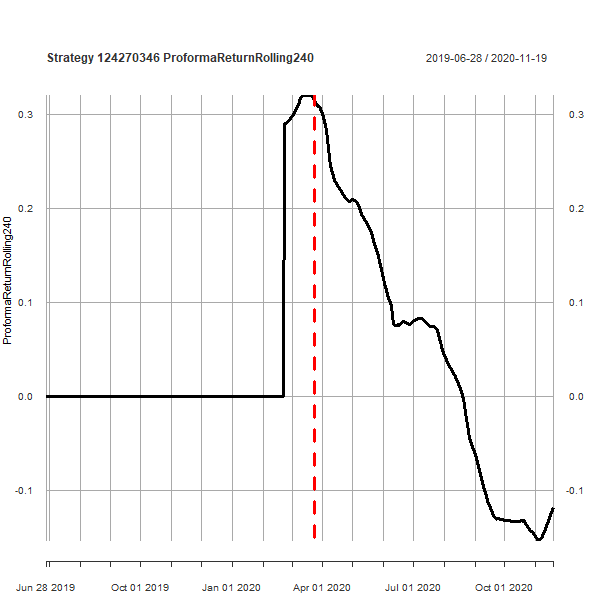 Strategy 124270346 ProformaReturnRolling240
2019-06-28 / 2020-11-19
0.3
0.3
0.2
0.2
0.1
0.1
0.0
0.0
-0.1
-0.1
ProformaReturnRolling240
Jun 28 2019
Oct 01 2019
Jan 01 2020
Apr 01 2020
Jul 01 2020
Oct 01 2020